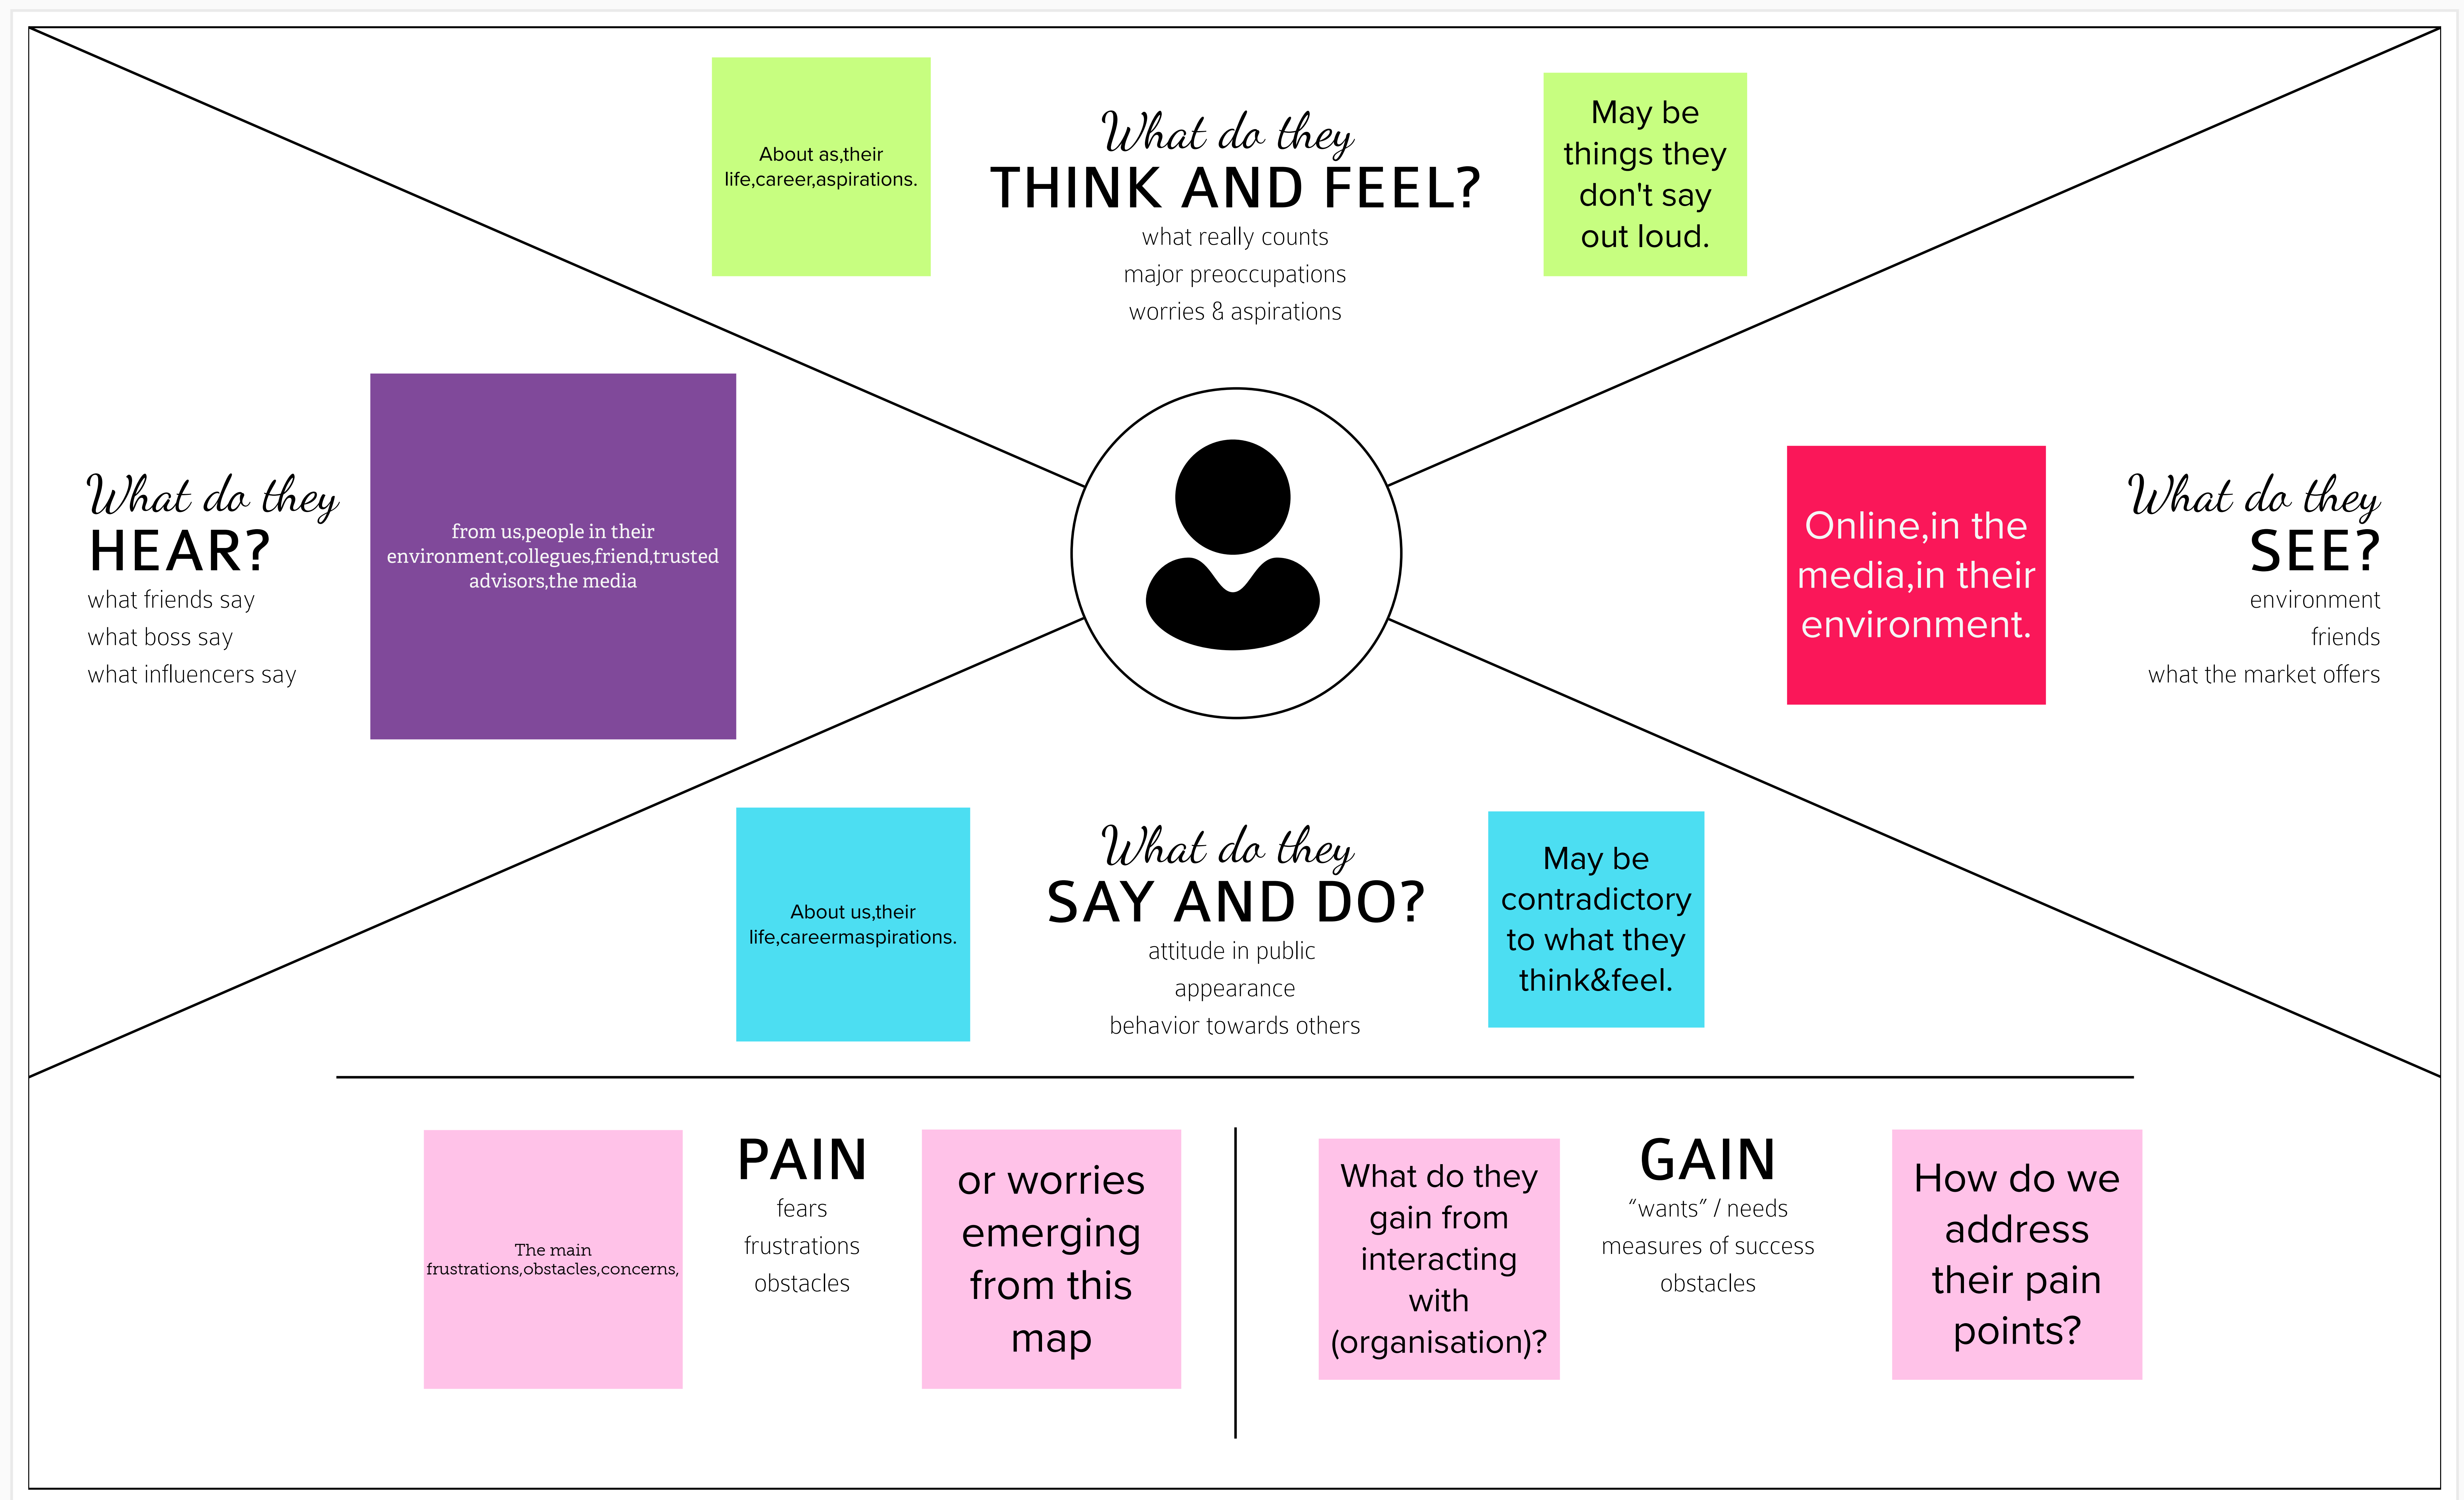 About as,their
life,career,aspirations.
What do they
THINK AND FEEL?
what really counts
major preoccupations
worries & aspirations
May be
things they
don't say
out loud.
What do they
HEAR?
what friends say
what boss say
what influencers say
from us,people in their
environment,collegues,friend,trusted
advisors,the media
Online,in the
media,in their
environment.
What do they
SEE?
environment
friends
what the market offers
About us,their
life,careermaspirations.
What do they
SAY AND DO?
attitude in public
appearance
behavior towards others
May be
contradictory
to what they
think&feel.
The main
frustrations,obstacles,concerns,
PAIN
fears
frustrations
obstacles
or worries
emerging
from this
map
What do they
gain from
interacting
with
(organisation)?
GAIN
“wants” / needs
measures of success
obstacles
How do we
address
their pain
points?